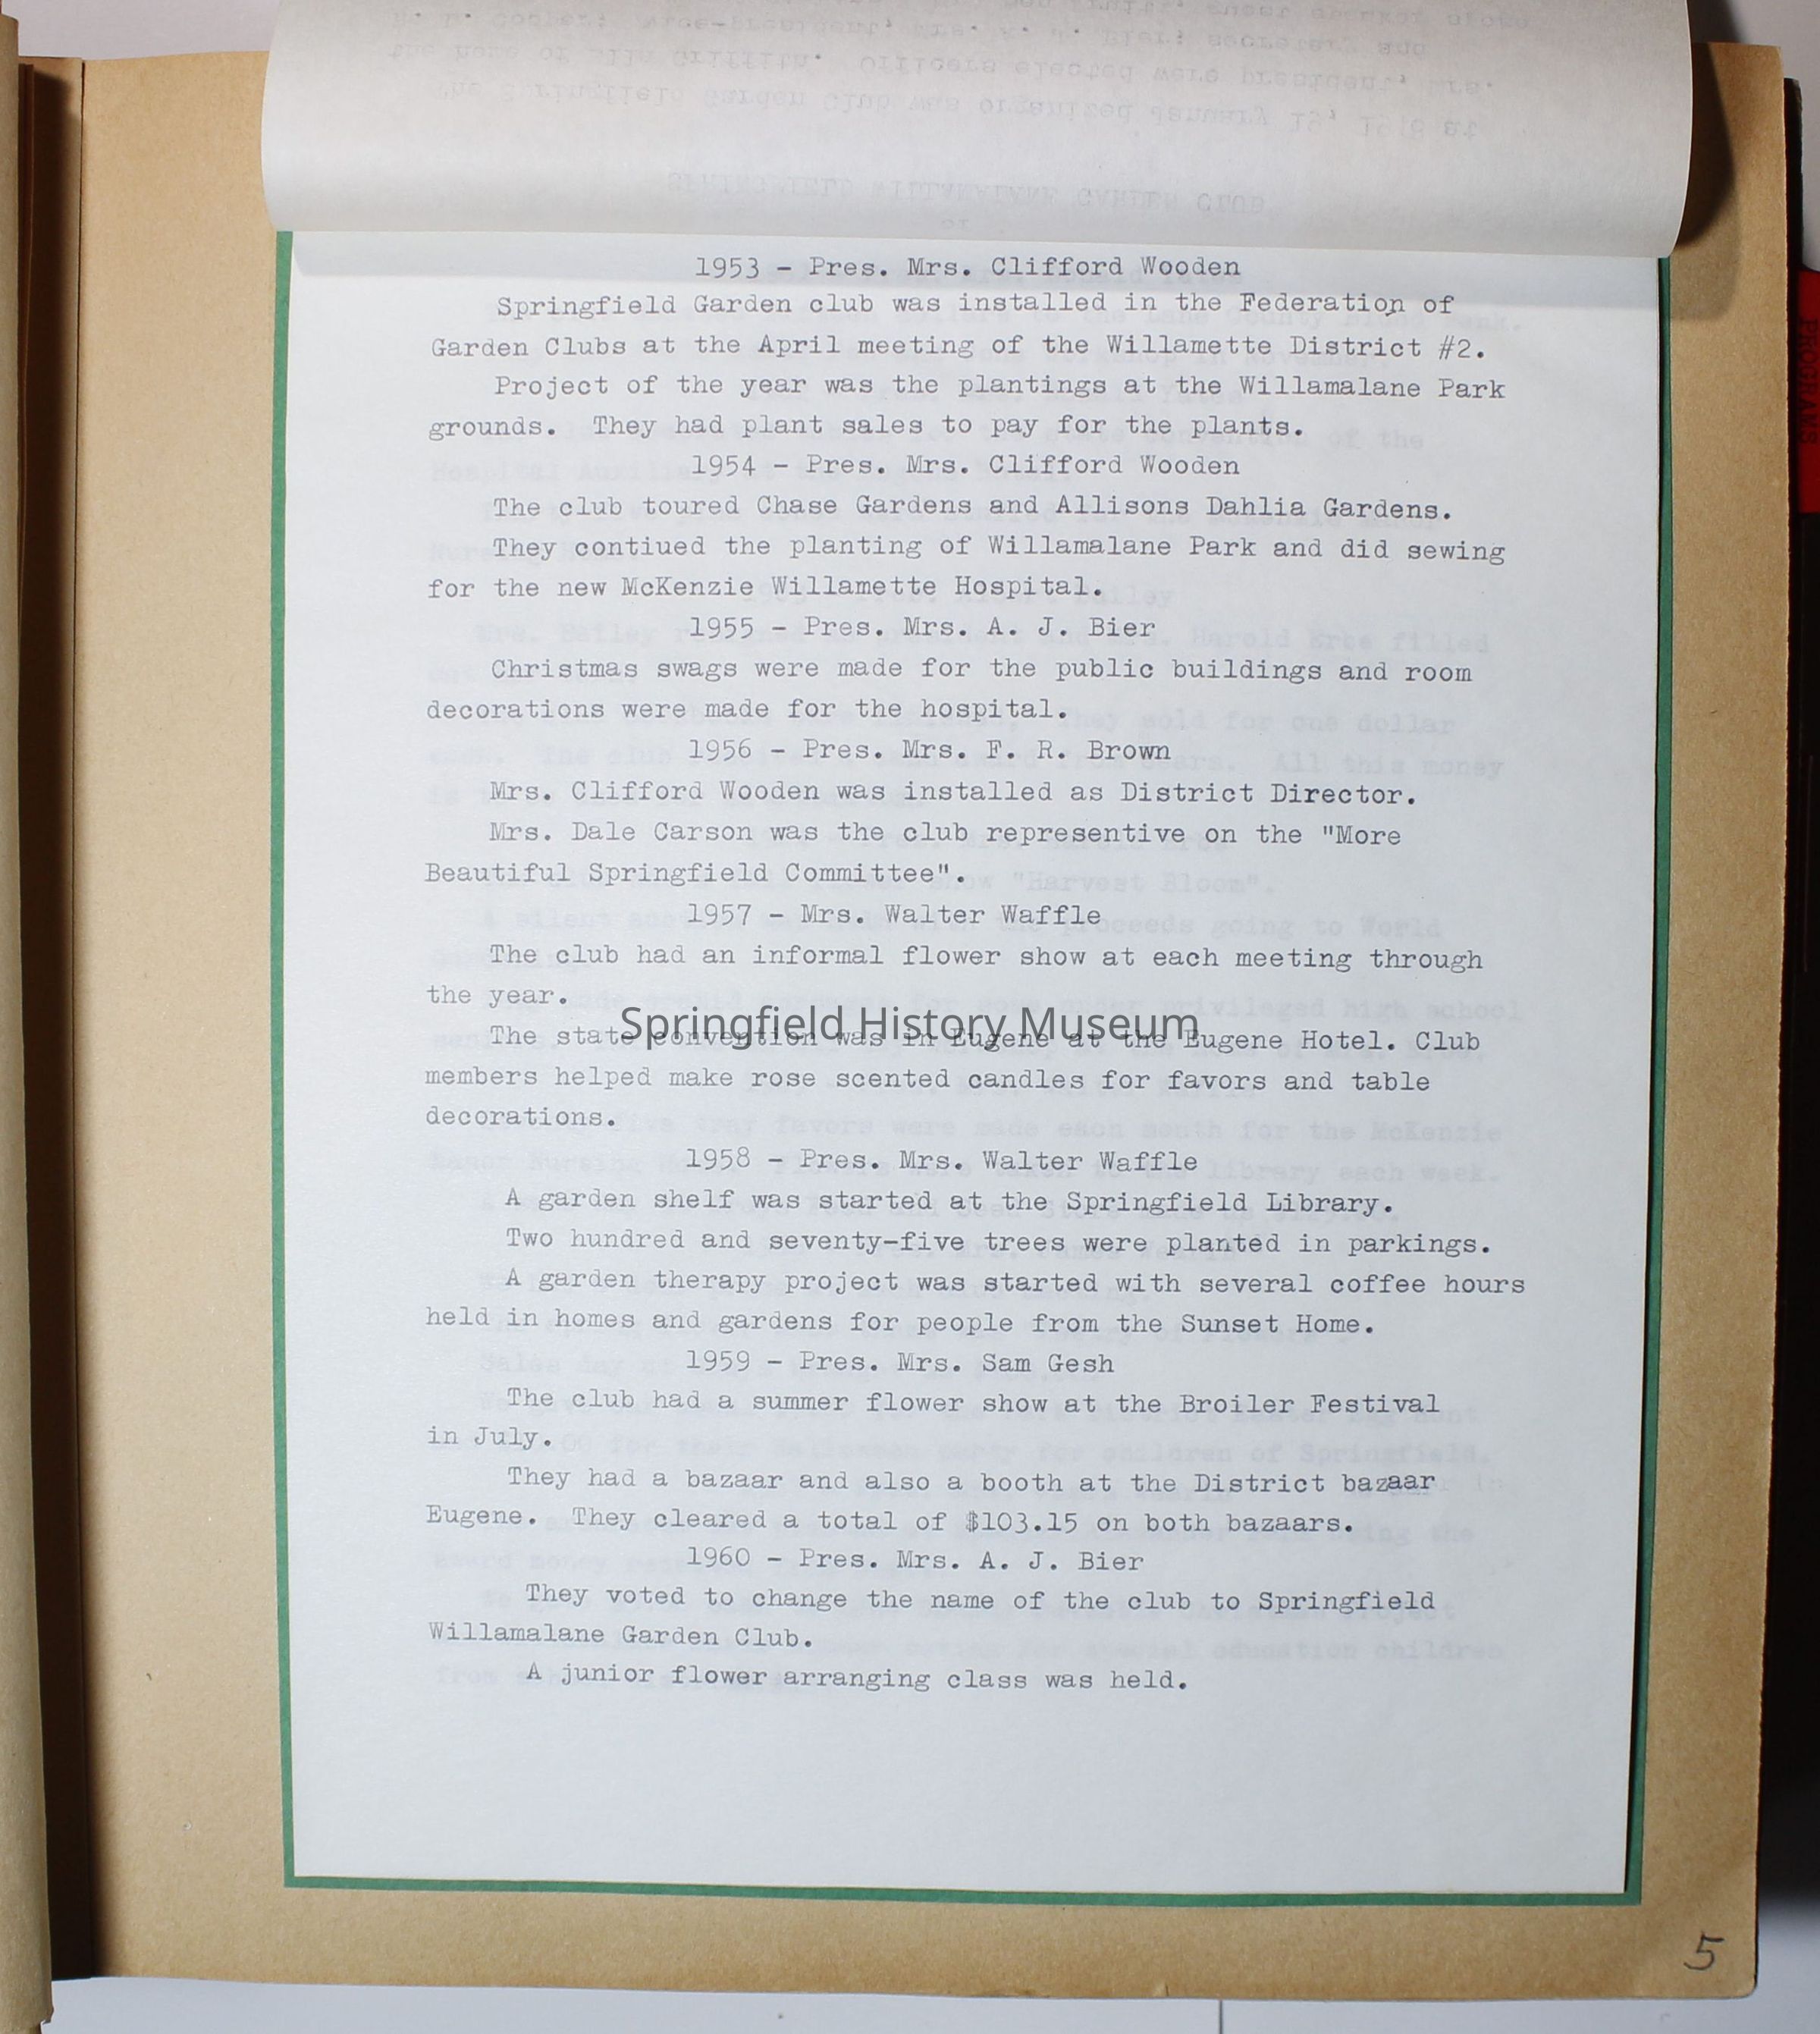 1953 - Pres. Mrs. Clifford Wooden
Springfield Garden club was installed in the Federation of
Garden Clubs at the April meeting of the Willamette District #2.
Project of the year was the plantings at the Willamalane Park
grounds. They had plant sales to pay for the plants.
1954 - Pres. Mrs. Clifford Wooden
The club toured Chase Gardens and Allisons Dahlia Gardens.
They contiued the planting of Willamalane Park and did sewing
for the new McKenzie Willamette Hospital.
1955 - Pres. Mrs. A. J. Bier
Christmas swags were made for the public buildings and room
decorations were made for the hospital.
1956 - Pres. Mrs. F. R. Brown
Mrs. Clifford Wooden was installed as District Director.
Mrs. Dale Carson was the club representive on the "More
Beautiful Springfield Committee".
1957 - Mrs. Walter Waffle
The club had an informal flower show at each meeting through
the year.
Springfield History Museum
The state convention was in Eugene at the Eugene Hotel. Club
members helped make rose scented candles for favors and table
decorations.
1958 - Pres. Mrs. Walter Waffle
A garden shelf was started at the Springfield Library.
Two hundred and seventy-five trees were planted in parkings.
A garden therapy project was started with several coffee hours
held in homes and gardens for people from the Sunset Home.
1959 - Pres. Mrs. Sam Gesh
The club had a summer flower show at the Broiler Festival
in July.
They had a bazaar and also a booth at the District bazaar
Eugene. They cleared a total of $103.15 on both bazaars.
1960 - Pres. Mrs. A. J. Bier
They voted to change the name of the club to Springfield
Willamalane Garden Club.
A junior flower arranging class was held.
5
PROGRAMS